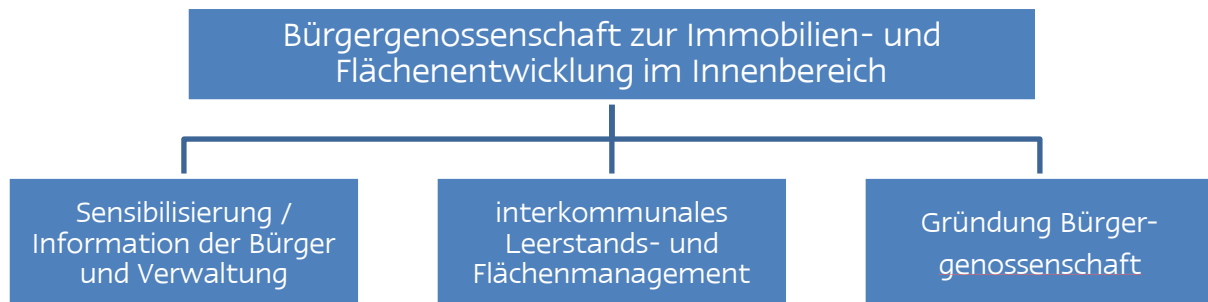 Bürgergenossenschaft zur Immobilien- und
Flächenentwicklung im Innenbereich
Sensibilisierung /
Information der Bürger
und Verwaltung
interkommunales
Leerstands- und
Flächenmanagement
Gründung Bürger-
genossenschaft